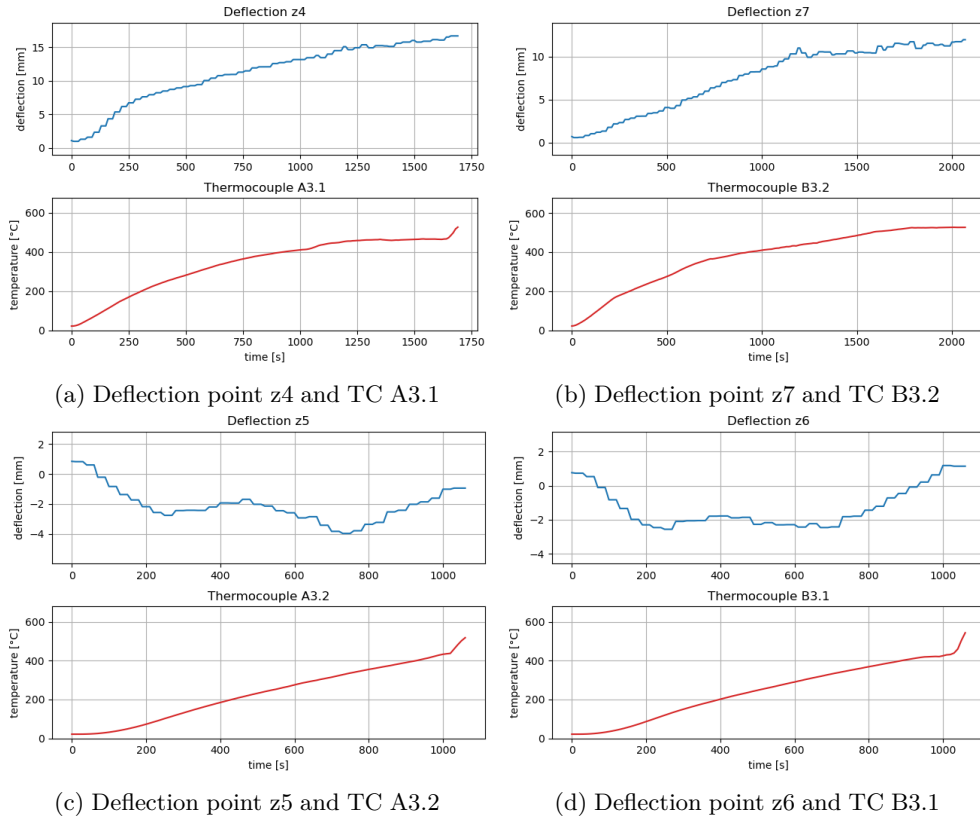 Deflection z4
deflection [mm]
15
10
5
0
0 250 500 750 1000 1250 1500 1750
Thermocouple A3.1
temperature [°C]
600
400
200
0
0 250 500 750 1000 1250 1500 1750
time [s]
(a) Deflection point z4 and TC A3.1
Deflection z7
deflection [mm]
10
5
0
0 500 1000 1500 2000
Thermocouple B3.2
temperature [°C]
600
400
200
0
0 500 1000 1500 2000
time [s]
(b) Deflection point z7 and TC B3.2
Deflection z5
deflection [mm]
2
0
−2
−4
0 200 400 600 800 1000
Thermocouple A3.2
temperature [°C]
600
400
200
0
0 200 400 600 800 1000
time [s]
(c) Deflection point z5 and TC A3.2
Deflection z6
deflection [mm]
2
0
−2
−4
0 200 400 600 800 1000
Thermocouple B3.1
temperature [°C]
600
400
200
0
0 200 400 600 800 1000
time [s]
(d) Deflection point z6 and TC B3.1